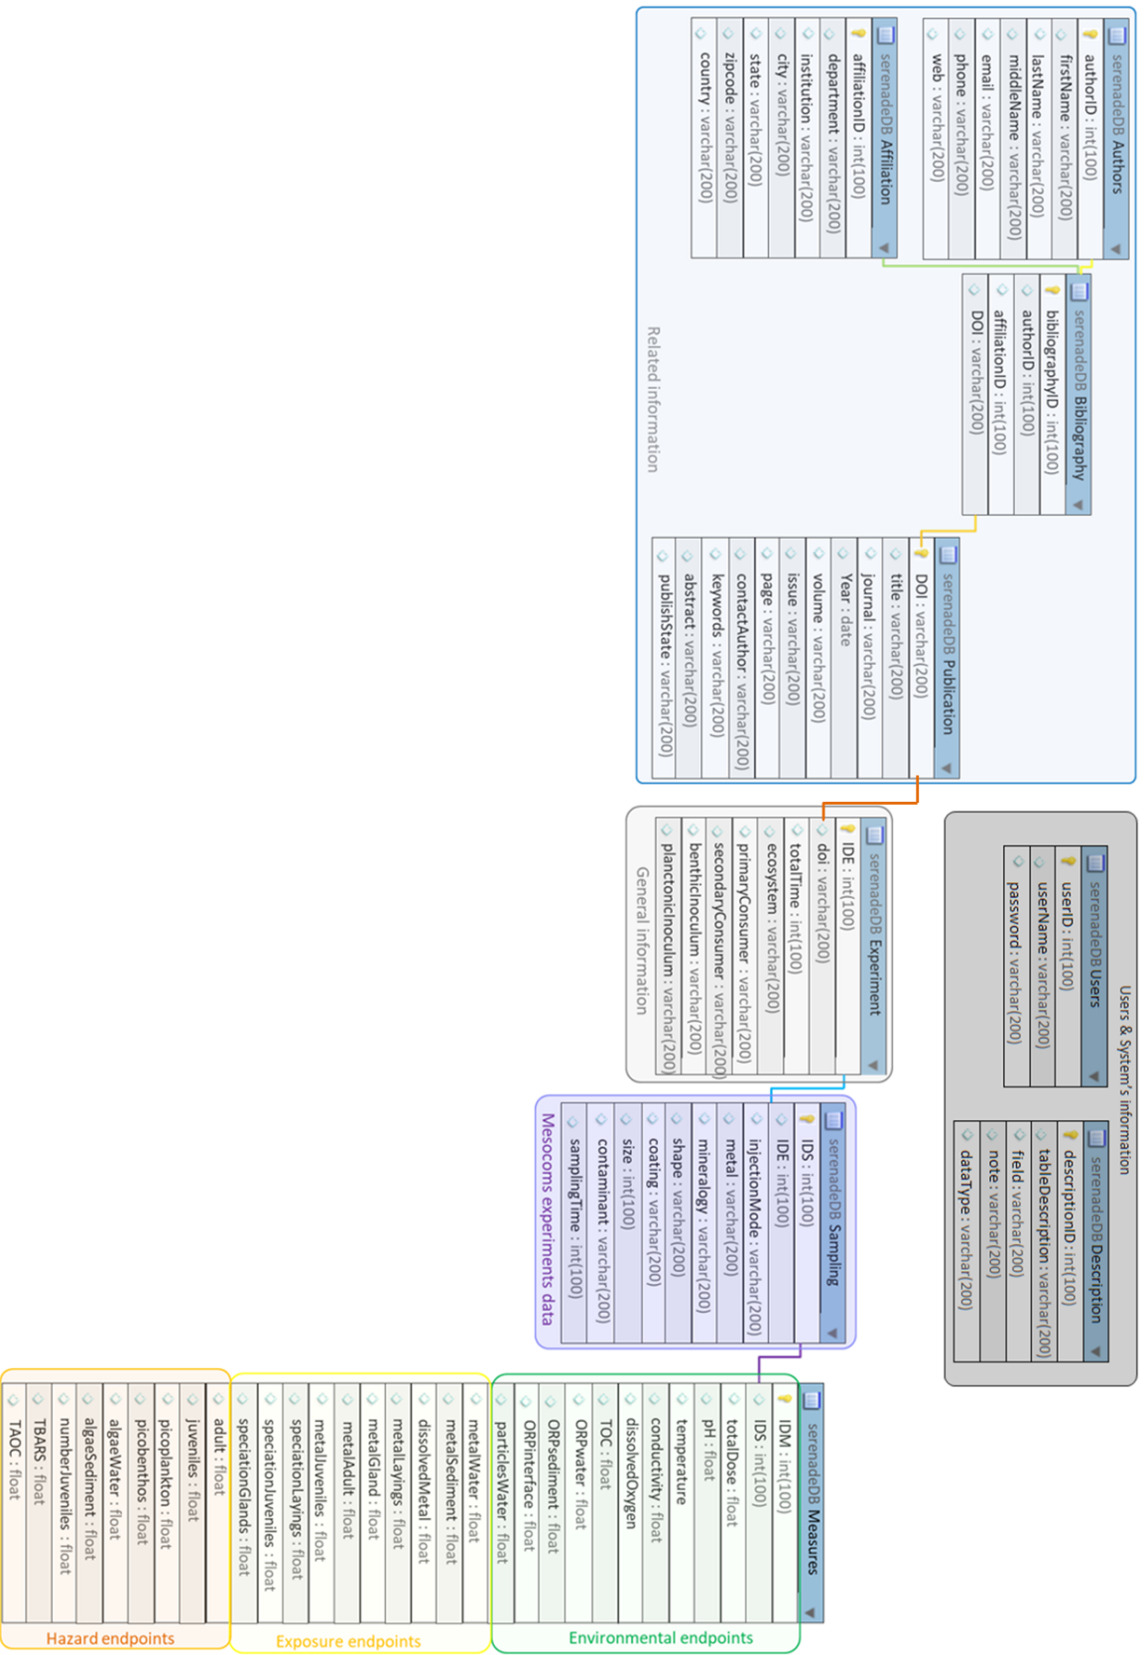 serenadeDB Authors
authorID : int(100)
firstName : varchar(200)
lastName : varchar(200)
middleName : varchar(200)
email : varchar(200)
phone : varchar(200)
web : varchar(200)
serenadeDB Affiliation
affiliationID : int(100)
department : varchar(200)
institution : varchar(200)
city : varchar(200)
state : varchar(200)
zipcode : varchar(200)
country : varchar(200)
serenadeDB Bibliography
bibliographyID : int(100)
authorID : int(100)
affiliationID : int(100)
DOI : varchar(200)
serenadeDB Publication
DOI : varchar(200)
title : varchar(200)
journal : varchar(200)
Year : date
volume : varchar(200)
issue : varchar(200)
page : varchar(200)
contactAuthor : varchar(200)
keywords : varchar(200)
abstract : varchar(200)
publishState : varchar(200)
Related information
Users & System's information
serenadeDB Users
userID : int(100)
userName : varchar(200)
password : varchar(200)
serenadeDB Description
descriptionID : int(100)
tableDescription : varchar(200)
field : varchar(200)
note : varchar(200)
dataType : varchar(200)
serenadeDB Experiment
IDE : int(100)
doi : varchar(200)
totalTime : int(100)
ecosystem : varchar(200)
primaryConsumer : varchar(200)
secondaryConsumer : varchar(200)
benthicInoculum : varchar(200)
planctonicInoculum : varchar(200)
General information
serenadeDB Sampling
IDS : int(100)
IDE : int(100)
injectionMode : varchar(200)
metal : varchar(200)
mineralogy : varchar(200)
shape : varchar(200)
coating : varchar(200)
size : int(100)
contaminant : varchar(200)
samplingTime : int(100)
Mesocoms experiments data
serenadeDB Measures
IDM : int(100)
IDS : int(100)
totalDose : float
pH : float
temperature
conductivity : float
dissolvedOxygen
TOC : float
ORPwater : float
ORPsediment : float
ORPinterface : float
particlesWater : float
metalWater : float
metalSediment : float
dissolvedMetal : float
metalLayings : float
metalGland : float
metalAdult : float
metalJuveniles : float
speciationLayings : float
speciationJuveniles : float
speciationGlands : float
adult : float
juveniles : float
picoplankton : float
picobenthos : float
algaeWater : float
algaeSediment : float
numberJuveniles : float
TBARS : float
TAOC : float
Hazard endpoints
Exposure endpoints
Environmental endpoints